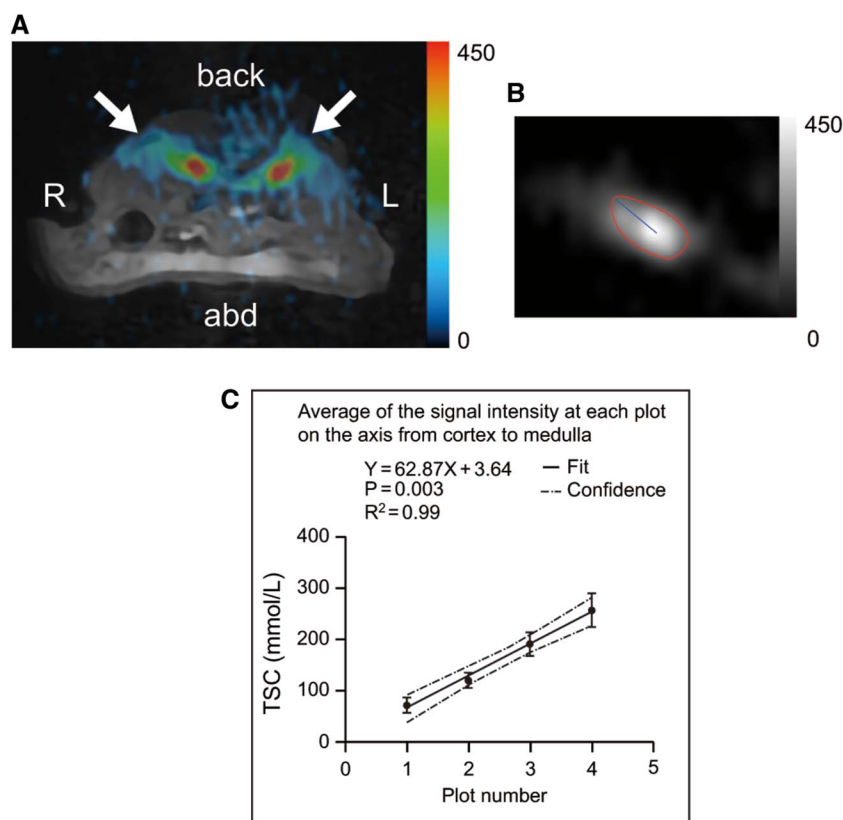 A
back
R
L
abd
450
0
B
450
0
C
Average of the signal intensity at each plot
on the axis from cortex to medulla
Y=62.87X+3.64
P=0.003
R²=0.99
Fit
Confidence
TSC (mmol/L)
400
300
200
100
0
0 1 2 3 4 5
Plot number